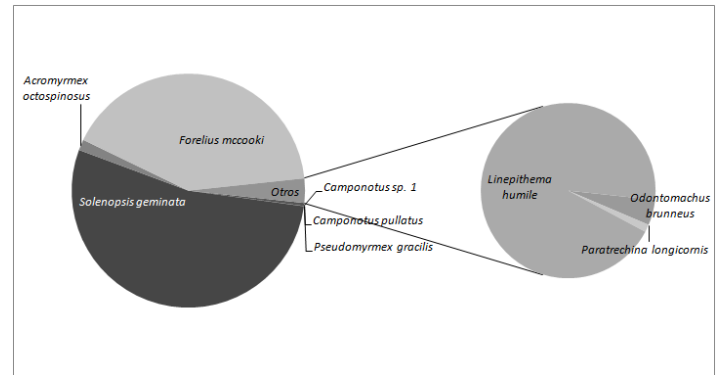 Acromyrmex
octospinosus
Forelius mccooki
Solenopsis geminata
Otros
Camponotus sp. 1
Camponotus pullatus
Pseudomyrmex gracilis
Linepithema
humile
Odontomachus
brunneus
Paratrechina longicornis